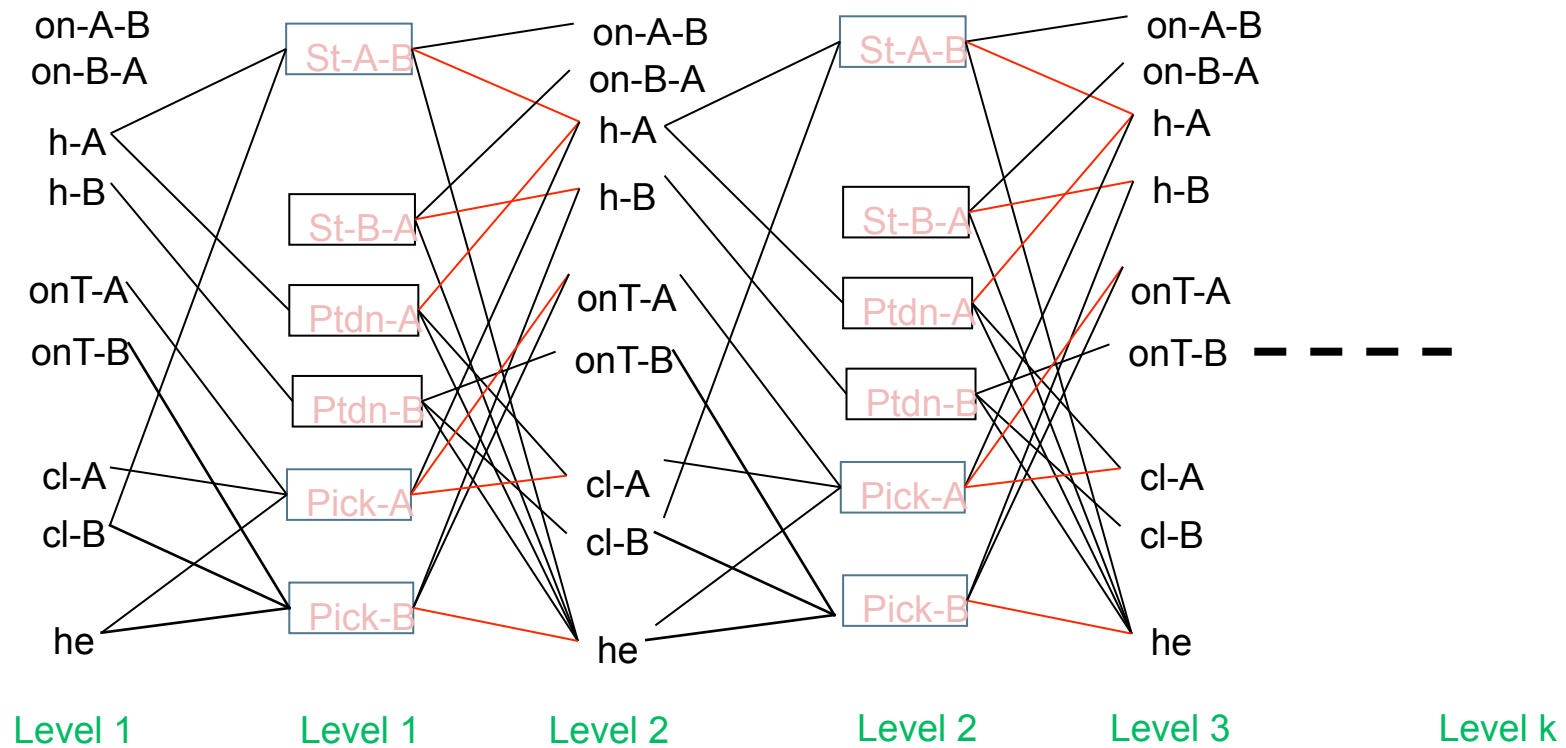 on-A-B
on-B-A
h-A
h-B
onT-A
onT-B
cl-A
cl-B
he
Level 1
St-A-B
St-B-A
Ptdn-A
Ptdn-B
Pick-A
Pick-B
Level 1
on-A-B
on-B-A
h-A
h-B
onT-A
onT-B
cl-A
cl-B
he
Level 2
St-A-B
St-B-A
Ptdn-A
Ptdn-B
Pick-A
Pick-B
Level 2
on-A-B
on-B-A
h-A
h-B
onT-A
onT-B
cl-A
cl-B
he
Level 3
Level k